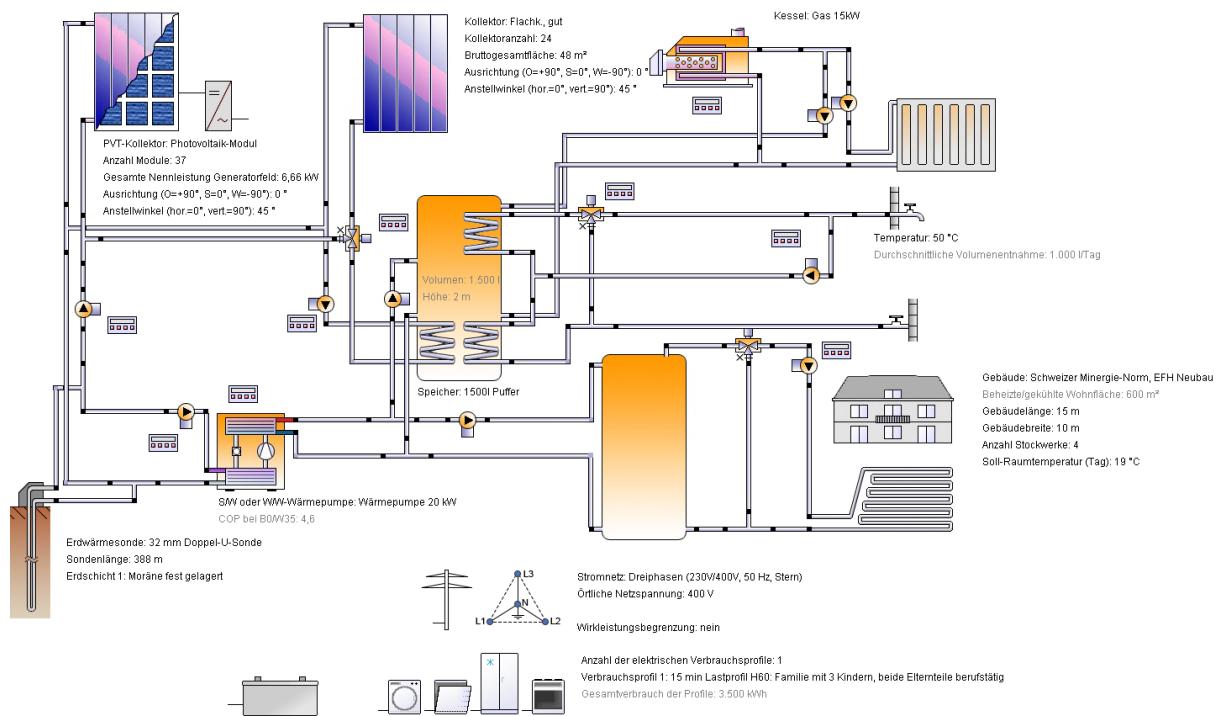 Kollektor: Flachk., gut
Kollektoranzahl: 24
Bruttogesamtfläche: 48 m²
Ausrichtung (O=+90°, S=0°, W=-90°): 0 °
Anstellwinkel (hor.=0°, vert.=90°): 45 °
Kessel: Gas 15kW
PVT-Kollektor: Photovoltaik-Modul
Anzahl Module: 37
Gesamte Nennleistung Generatorfeld: 6,66 kW
Ausrichtung (O=+90°, S=0°, W=-90°): 0 °
Anstellwinkel (hor.=0°, vert.=90°): 45 °
Temperatur: 50 °C
Durchschnittliche Volumenentnahme: 1.000 l/Tag
Volumen: 1.500 l
Höhe: 2 m
Speicher: 1500l Puffer
Gebäude: Schweizer Minergie-Norm, EFH Neubau
Beheizte/gekühlte Wohnfläche: 600 m²
Gebäudelänge: 15 m
Gebäudebreite: 10 m
Anzahl Stockwerke: 4
Soll-Raumtemperatur (Tag): 19 °C
S/W oder W/W-Wärmepumpe: Wärmepumpe 20 kW
COP bei B0/W35: 4,6
Erdwärmesonde: 32 mm Doppel-U-Sonde
Sondenlänge: 388 m
Erdschicht 1: Moräne fest gelagert
L3
N
L1
L2
Stromnetz: Dreiphasen (230V/400V, 50 Hz, Stern)
Örtliche Netzspannung: 400 V
Wirkleistungsbegrenzung: nein
Anzahl der elektrischen Verbrauchsprofile: 1
Verbrauchsprofil 1: 15 min Lastprofil H60: Familie mit 3 Kindern, beide Elternteile berufstätig
Gesamtverbrauch der Profile: 3.500 kWh